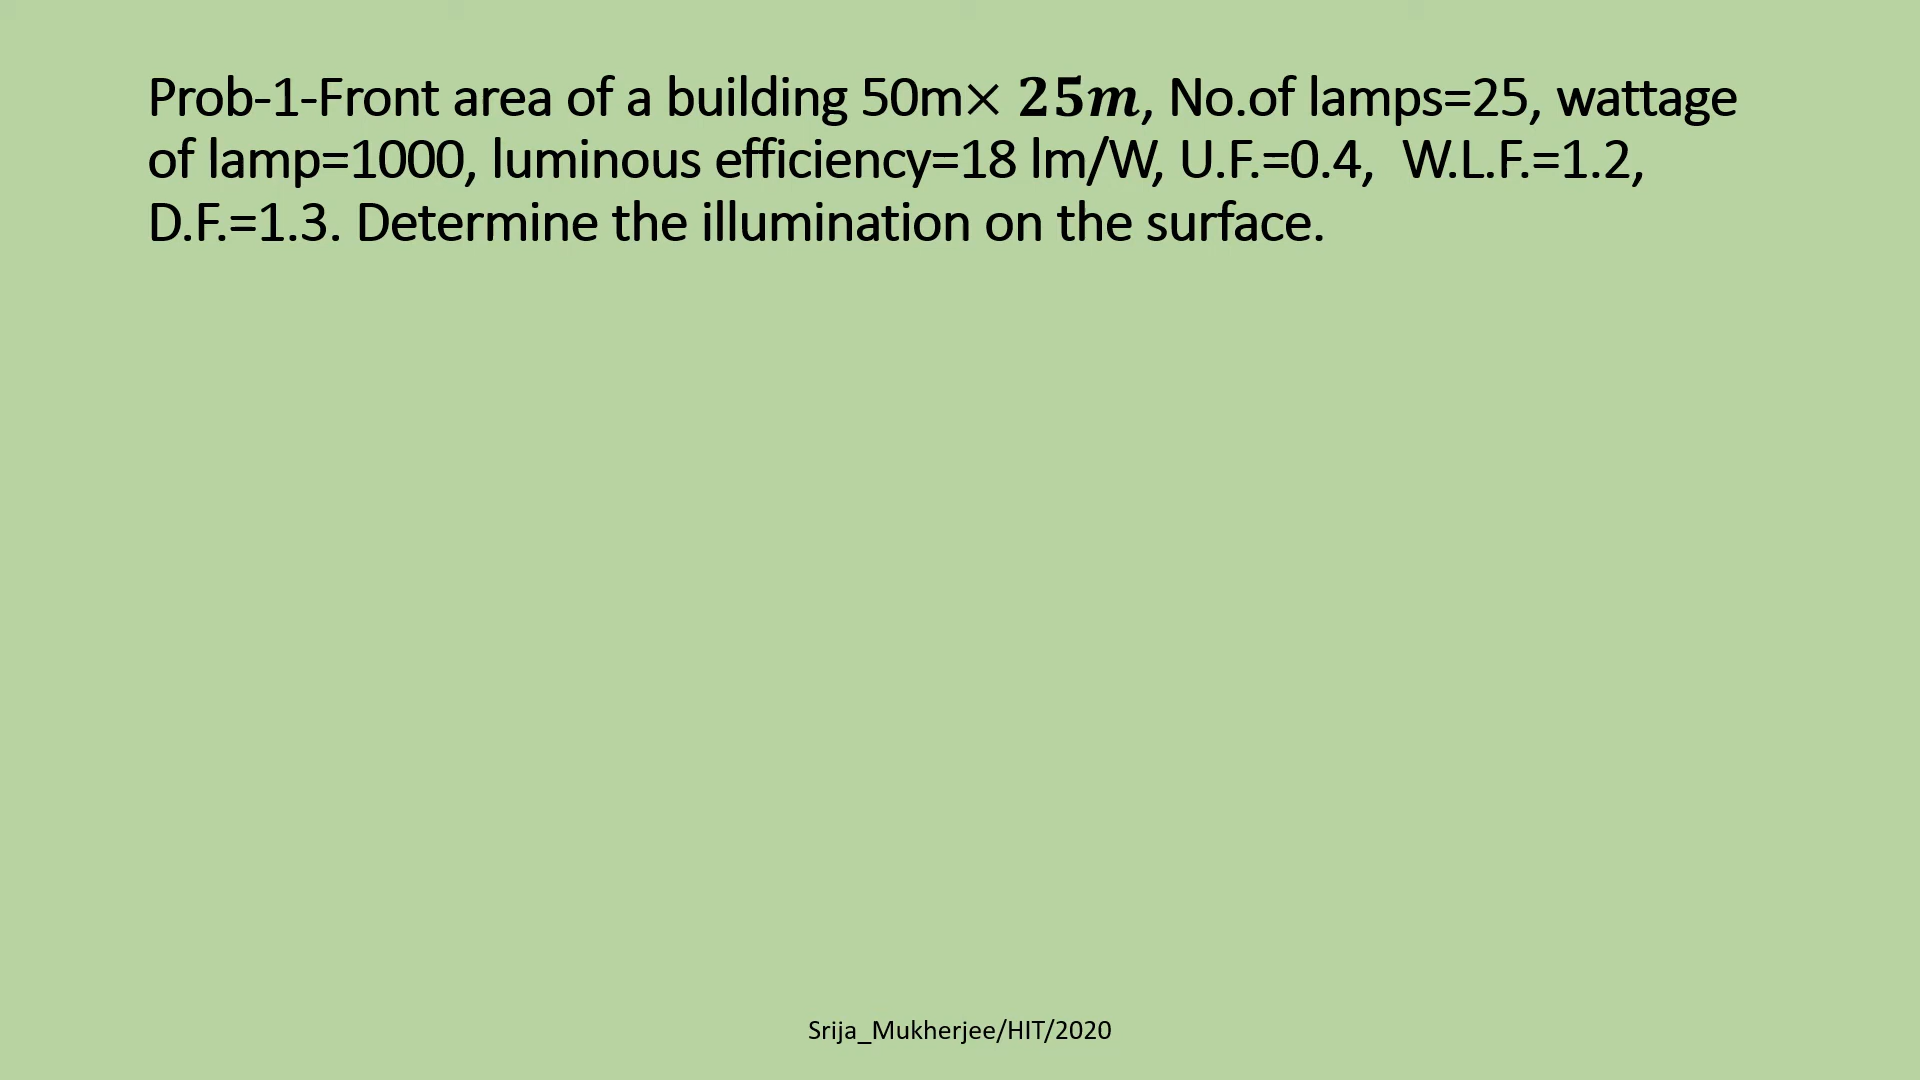 Prob-1-Front area of a building 50m× 25m, No.of lamps=25, wattage
of lamp=1000, luminous efficiency=18 lm/W, U.F.=0.4,  W.L.F.=1.2,
D.F.=1.3. Determine the illumination on the surface.
Srija_Mukherjee/HIT/2020